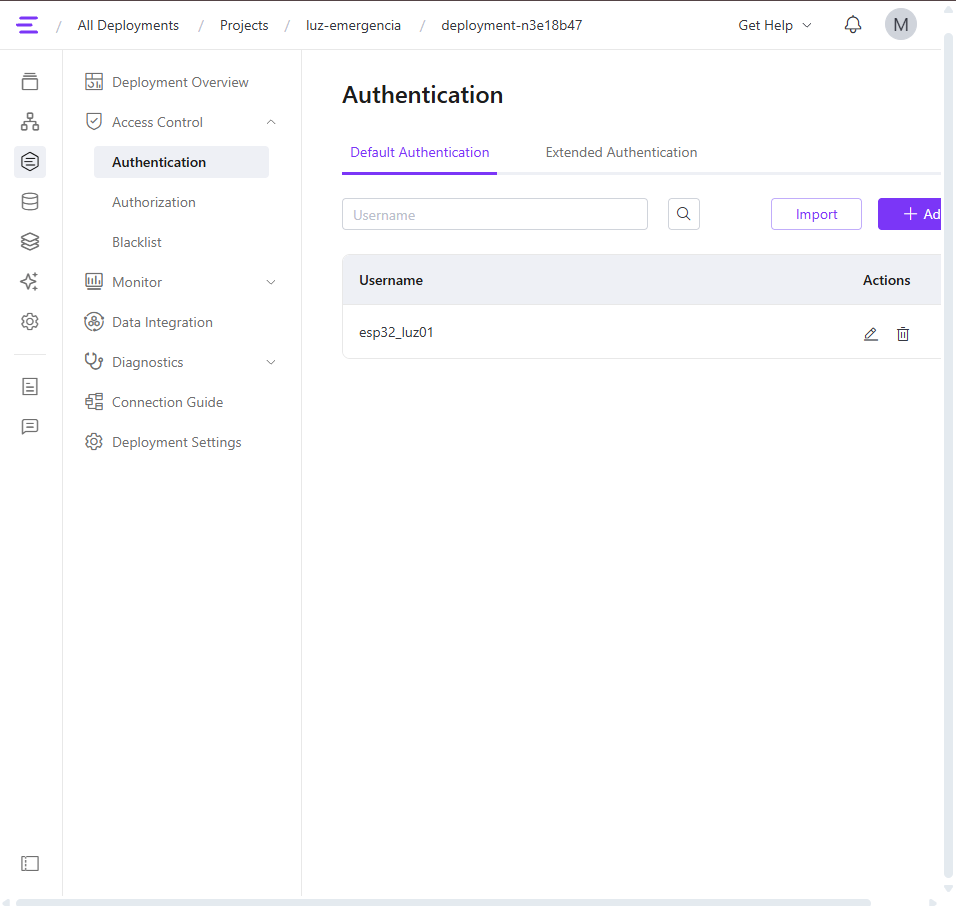 / All Deployments / Projects / luz-emergencia / deployment-n3e18b47
Get Help
M
Deployment Overview
Access Control
Authentication
Authorization
Blacklist
Monitor
Data Integration
Diagnostics
Connection Guide
Deployment Settings
Authentication
Default Authentication
Extended Authentication
Username
Import
+ Ad
Username
Actions
esp32_luz01